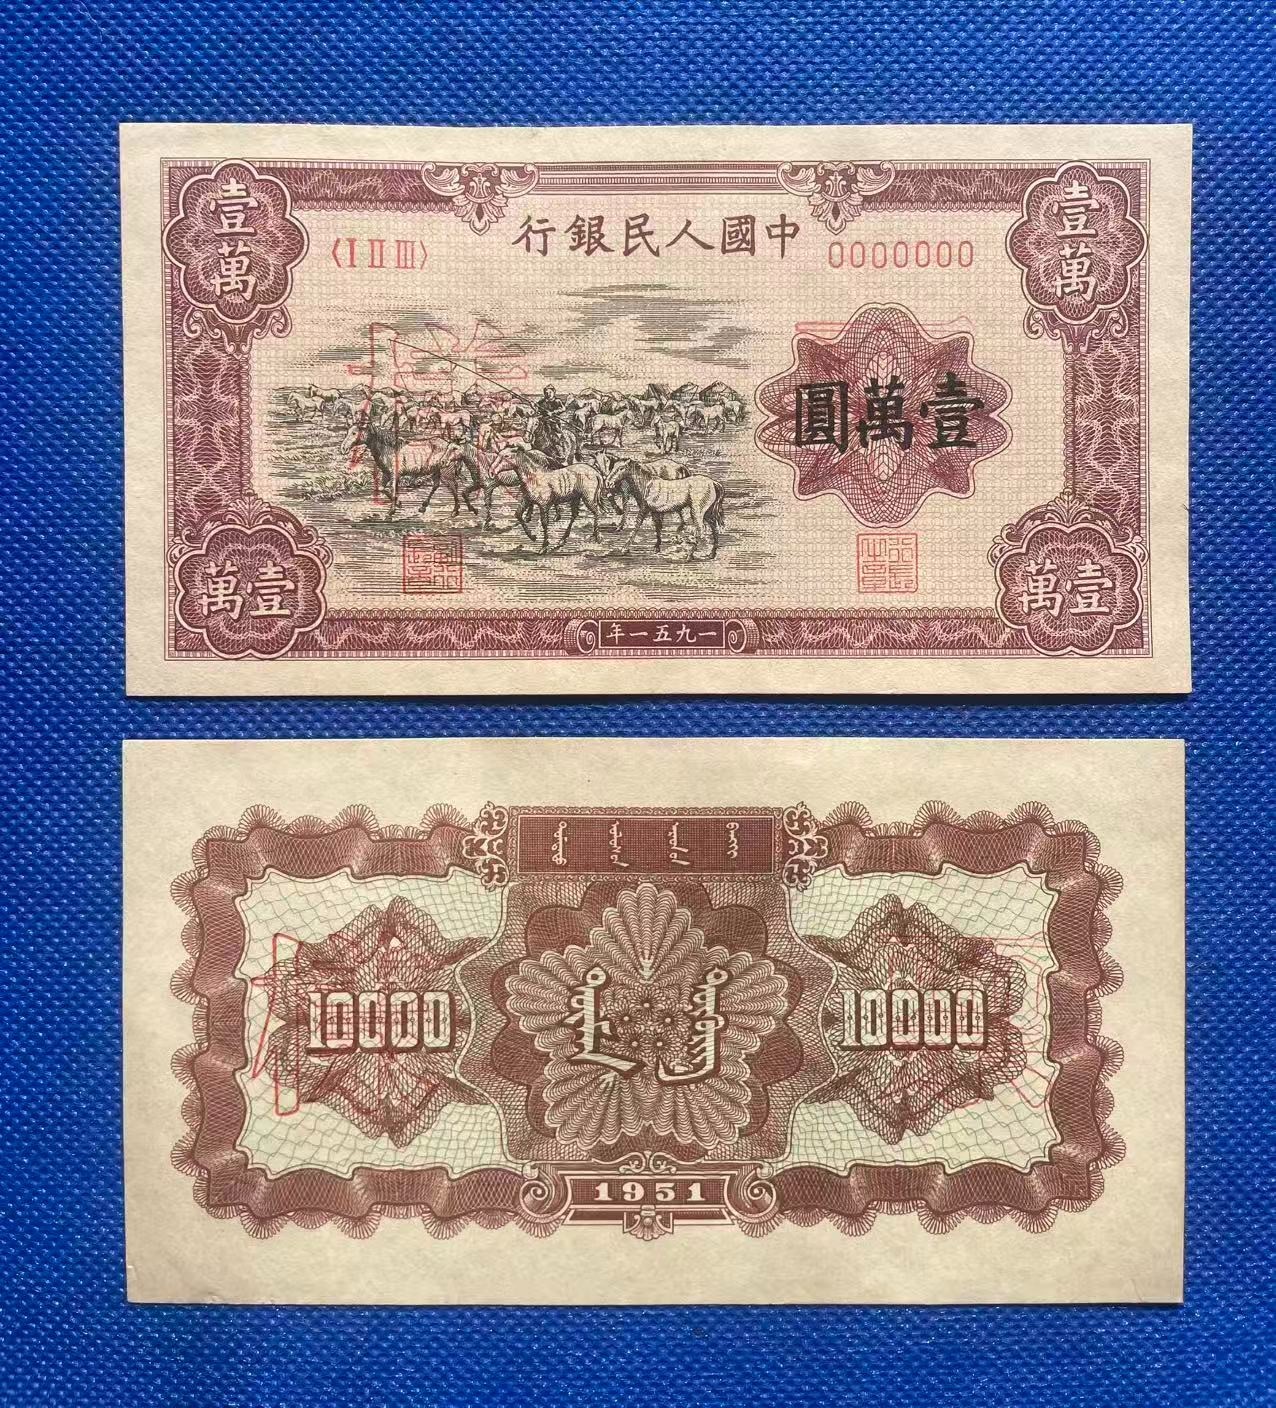 壹萬
壹萬
中國人民銀行
〈I II III〉
0000000
壹萬圓
壹萬
壹萬
一九五一年
10000
10000
1951